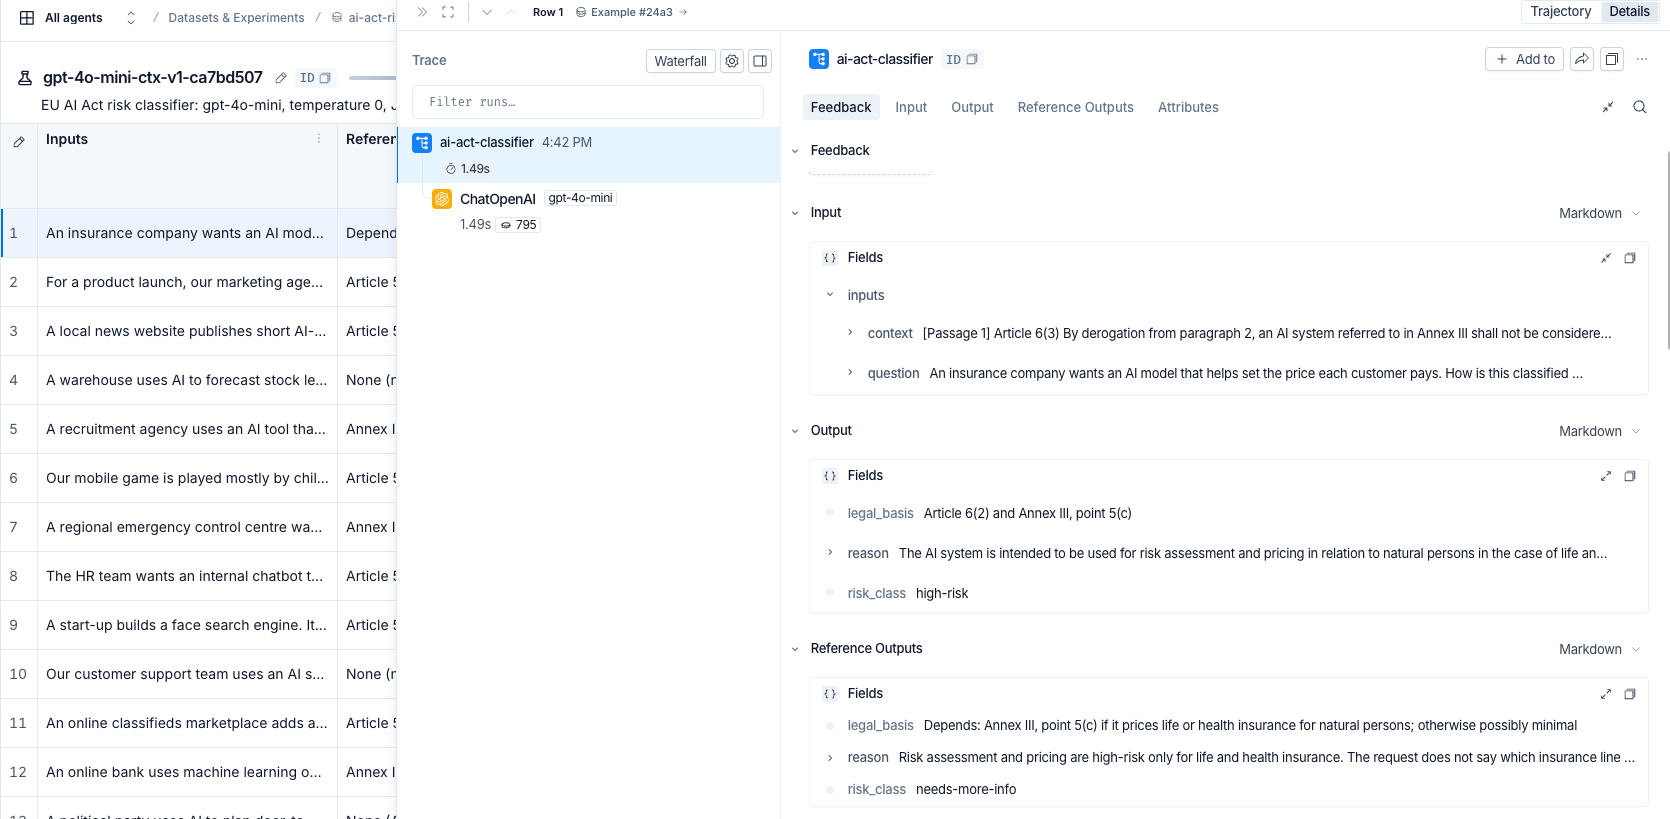 All agents / Datasets & Experiments / ai-act-ri
gpt-4o-mini-ctx-v1-ca7bd507 ID
EU AI Act risk classifier: gpt-4o-mini, temperature 0, J
Inputs Referen
1 An insurance company wants an AI mod... Depend
2 For a product launch, our marketing age... Article 5
3 A local news website publishes short AI-... Article 5
4 A warehouse uses AI to forecast stock le... None (n
5 A recruitment agency uses an AI tool tha... Annex I
6 Our mobile game is played mostly by chil... Article 5
7 A regional emergency control centre wa... Annex I
8 The HR team wants an internal chatbot t... Article 5
9 A start-up builds a face search engine. It... Article 5
10 Our customer support team uses an AI s... None (n
11 An online classifieds marketplace adds a... Article 5
12 An online bank uses machine learning o... Annex I
Row 1 Example #24a3 →
Trajectory Details
Trace
Waterfall
Filter runs…
ai-act-classifier 4:42 PM
1.49s
ChatOpenAI gpt-4o-mini
1.49s 795
ai-act-classifier ID
+ Add to
Feedback Input Output Reference Outputs Attributes
Feedback
Input Markdown
{} Fields
inputs
context [Passage 1] Article 6(3) By derogation from paragraph 2, an AI system referred to in Annex III shall not be considere...
question An insurance company wants an AI model that helps set the price each customer pays. How is this classified ...
Output Markdown
{} Fields
legal_basis Article 6(2) and Annex III, point 5(c)
reason The AI system is intended to be used for risk assessment and pricing in relation to natural persons in the case of life an...
risk_class high-risk
Reference Outputs Markdown
{} Fields
legal_basis Depends: Annex III, point 5(c) if it prices life or health insurance for natural persons; otherwise possibly minimal
reason Risk assessment and pricing are high-risk only for life and health insurance. The request does not say which insurance line ...
risk_class needs-more-info